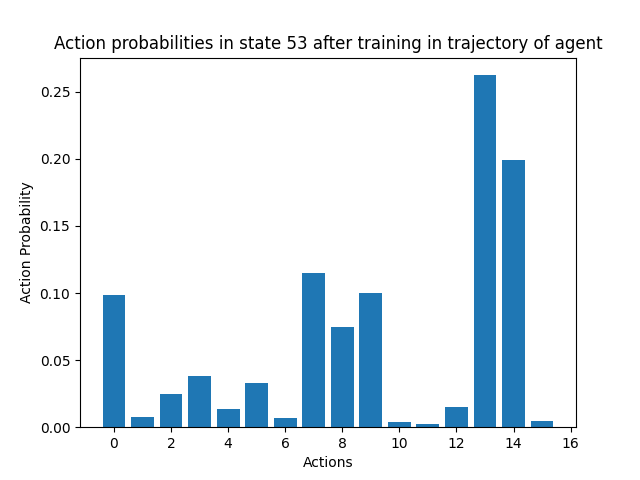 Action probabilities in state 53 after training in trajectory of agent
0.25
0.20
0.15
0.10
0.05
0.00
Action Probability
0 2 4 6 8 10 12 14 16
Actions